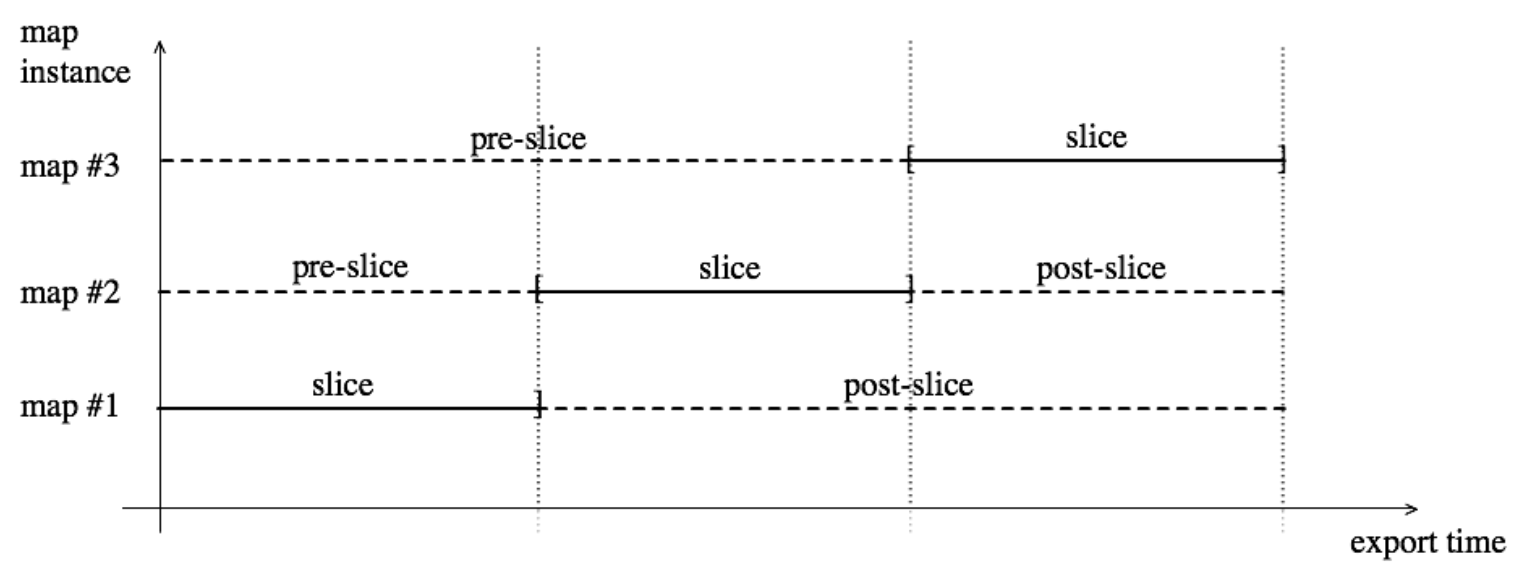 map
instance
pre-slice
slice
map #3
pre-slice
slice
post-slice
map #2
slice
post-slice
map #1
export time